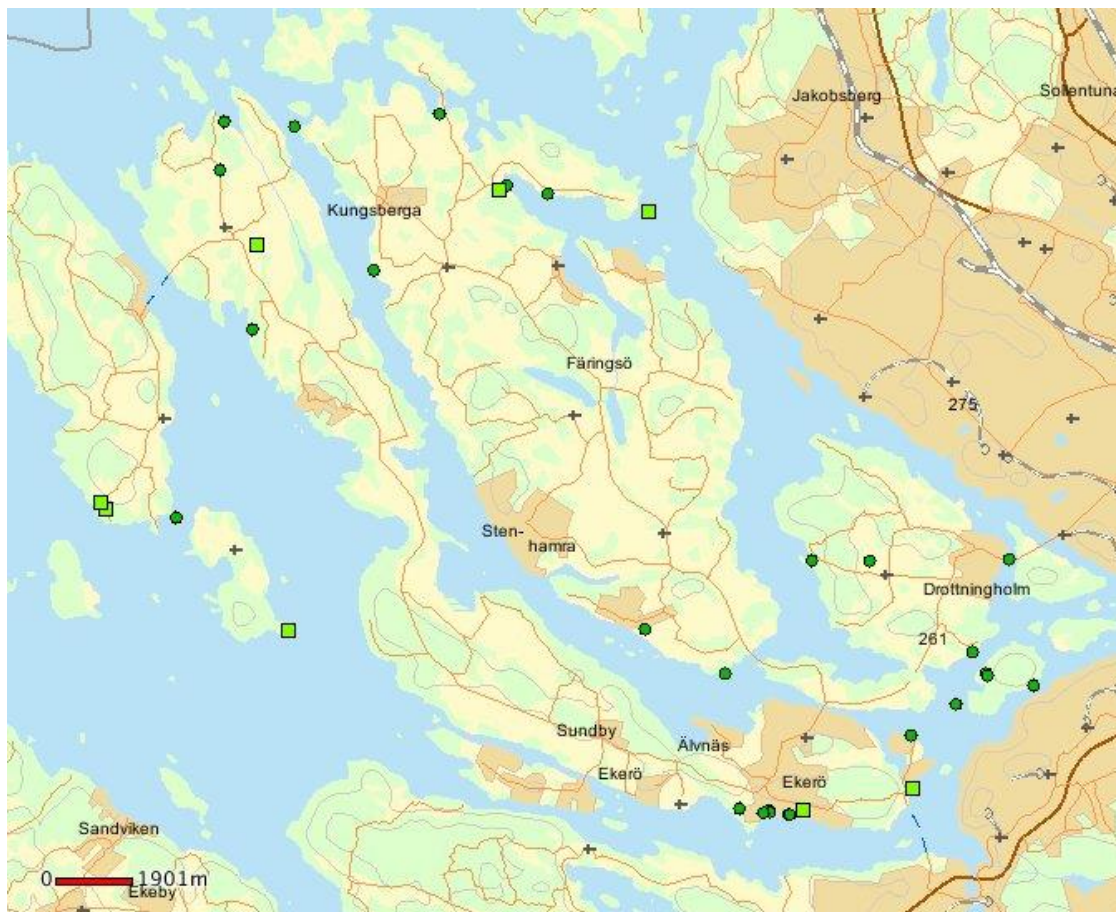 Jakobsberg
Sollentuna
Kungsberga
Färingsö
275
Sten-
hamra
Drottningholm
261
Sundby
Älvnäs
Ekerö
Ekerö
Sandviken
0 1901m
Ekeby